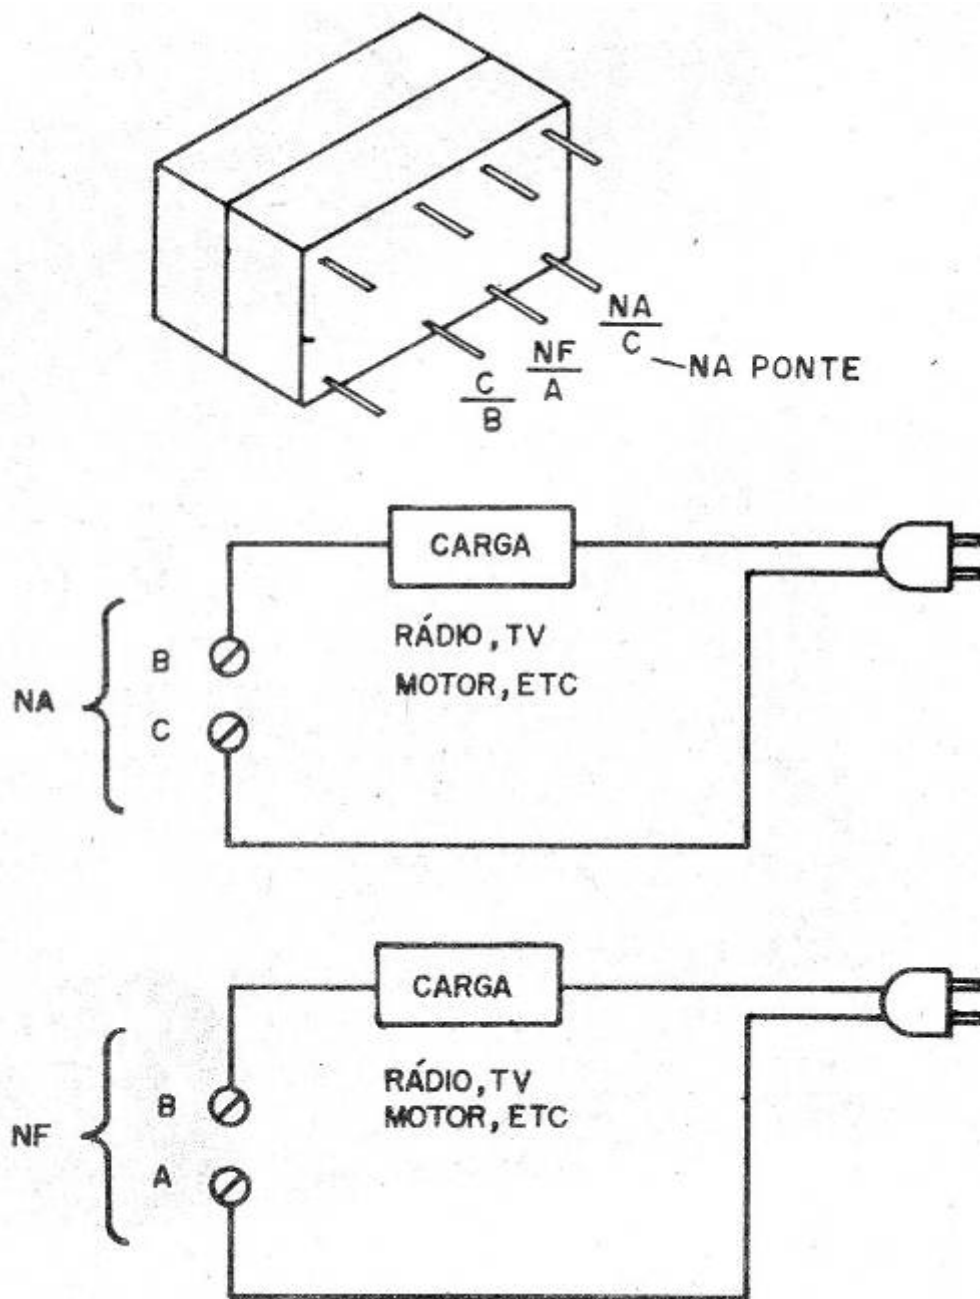 NA
C
NA PONTE
NF
A
C
B
CARGA
RÁDIO, TV
MOTOR, ETC
NA
B
C
CARGA
RÁDIO, TV
MOTOR, ETC
NF
B
A